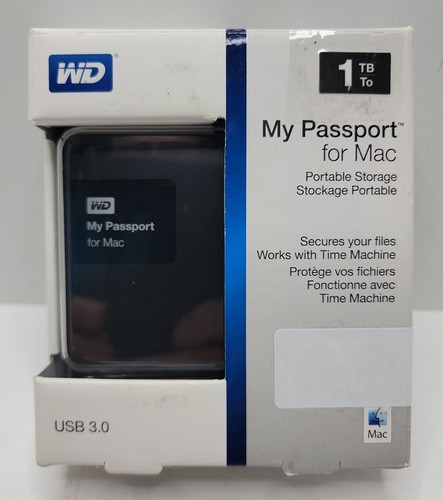 WD
1 TB
To
My Passport™
for Mac
Portable Storage
Stockage Portable
WD
My Passport
for Mac
Secures your files
Works with Time Machine
Protège vos fichiers
Fonctionne avec
Time Machine
USB 3.0
Mac